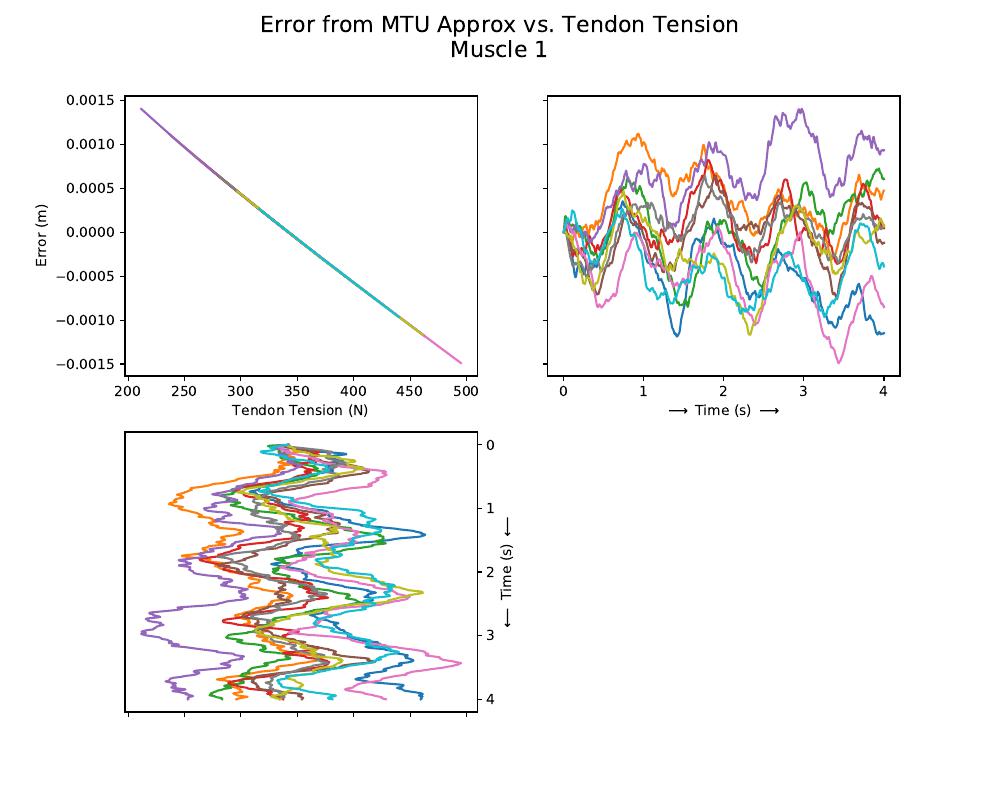 Error from MTU Approx vs. Tendon Tension
Muscle 1
0.0015
0.0010
0.0005
0.0000
−0.0005
−0.0010
−0.0015
Error (m)
200 250 300 350 400 450 500
Tendon Tension (N)
0 1 2 3 4
⟶ Time (s) ⟶
0
1
2
3
4
⟵ Time (s) ⟵